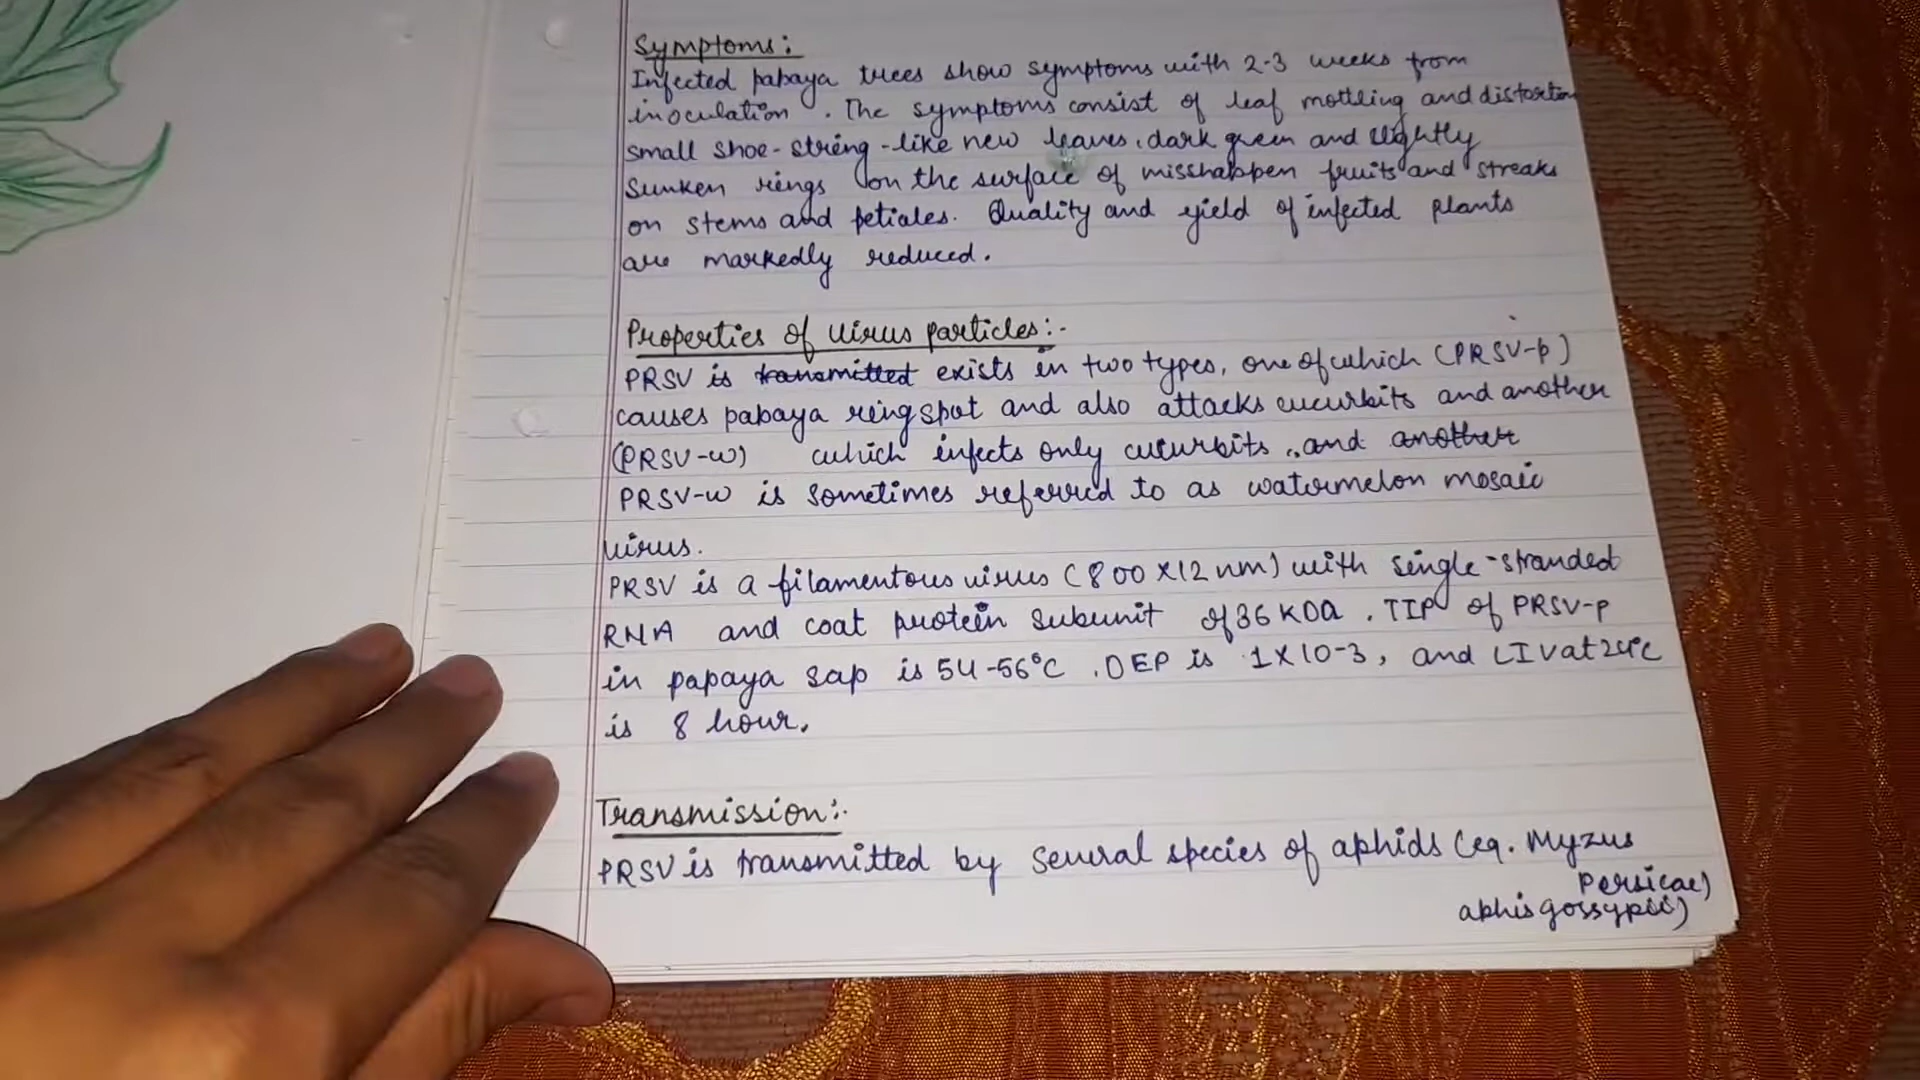 Symptoms:
Infected papaya trees show symptoms with 2-3 weeks from
inoculation. The symptoms consist of leaf mottling and distortion
small shoe-string-like new leaves, dark green and slightly
sunken rings on the surface of misshappen fruits and streaks
on stems and petiales. Quality and yield of infected plants
are markedly reduced.
Properties of virus particles:-
PRSV is transmitted exists in two types, one of which (PRSV-p)
causes papaya ring spot and also attacks cucurbits and another
(PRSV-w) which infects only cucurbits, and another
PRSV-w is sometimes referred to as watermelon mosaic
virus.
PRSV is a filamentous virus (800 x 12 nm) with single-stranded
RNA and coat protein subunit of 36 KDa. TIP of PRSV-p
in papaya sap is 54-56°C. DEP is 1x10-3, and LIV at 24°C
is 8 hour.
Transmission:-
PRSV is transmitted by several species of aphids (eg. Myzus
Persicae)
aphis gossypii)